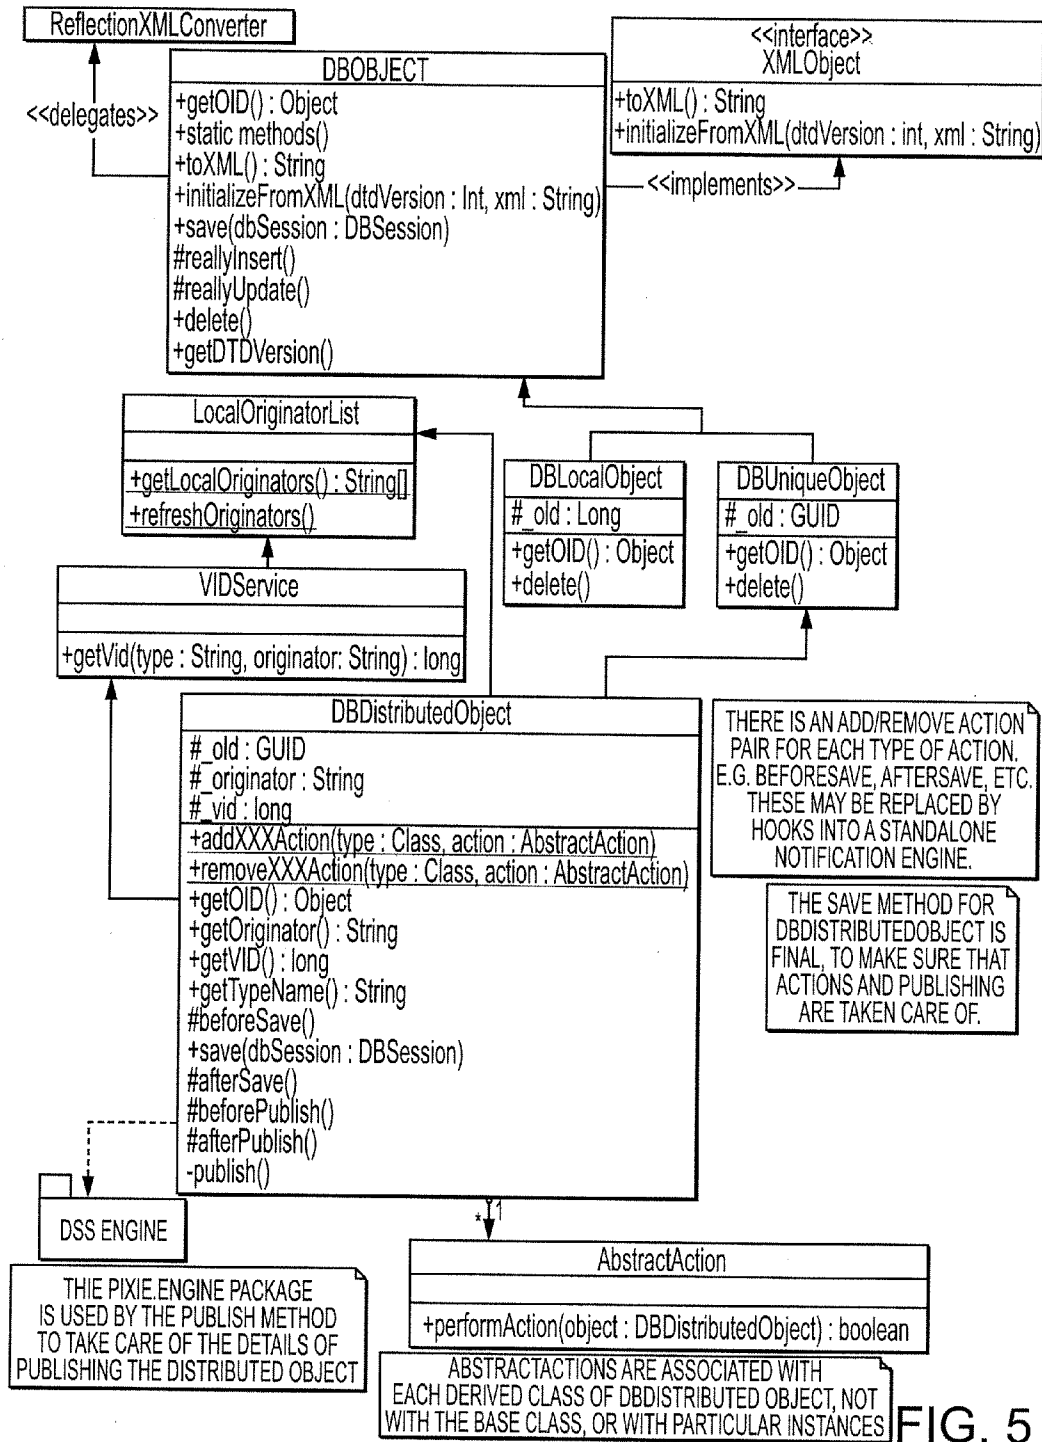 ReflectionXMLConverter
<<delegates>>
DBOBJECT
+getOID() : Object
+static methods()
+toXML() : String
+initializeFromXML(dtdVersion : Int, xml : String)
+save(dbSession : DBSession)
#reallyInsert()
#reallyUpdate()
+delete()
+getDTDVersion()
<<interface>>
XMLObject
+toXML() : String
+initializeFromXML(dtdVersion : int, xml : String)
<<implements>>
LocalOriginatorList
+getLocalOriginators() : String[]
+refreshOriginators()
DBLocalObject
#_old : Long
+getOID() : Object
+delete()
DBUniqueObject
#_old : GUID
+getOID() : Object
+delete()
VIDService
+getVid(type : String, originator: String) : long
DBDistributedObject
#_old : GUID
#_originator : String
#_vid : long
+addXXXAction(type : Class, action : AbstractAction)
+removeXXXAction(type : Class, action : AbstractAction)
+getOID() : Object
+getOriginator() : String
+getVID() : long
+getTypeName() : String
#beforeSave()
+save(dbSession : DBSession)
#afterSave()
#beforePublish()
#afterPublish()
-publish()
THERE IS AN ADD/REMOVE ACTION
PAIR FOR EACH TYPE OF ACTION.
E.G. BEFORESAVE, AFTERSAVE, ETC.
THESE MAY BE REPLACED BY
HOOKS INTO A STANDALONE
NOTIFICATION ENGINE.
THE SAVE METHOD FOR
DBDISTRIBUTEDOBJECT IS
FINAL, TO MAKE SURE THAT
ACTIONS AND PUBLISHING
ARE TAKEN CARE OF.
DSS ENGINE
* 1
THIE PIXIE.ENGINE PACKAGE
IS USED BY THE PUBLISH METHOD
TO TAKE CARE OF THE DETAILS OF
PUBLISHING THE DISTRIBUTED OBJECT
AbstractAction
+performAction(object : DBDistributedObject) : boolean
ABSTRACTACTIONS ARE ASSOCIATED WITH
EACH DERIVED CLASS OF DBDISTRIBUTED OBJECT, NOT
WITH THE BASE CLASS, OR WITH PARTICULAR INSTANCES
FIG. 5